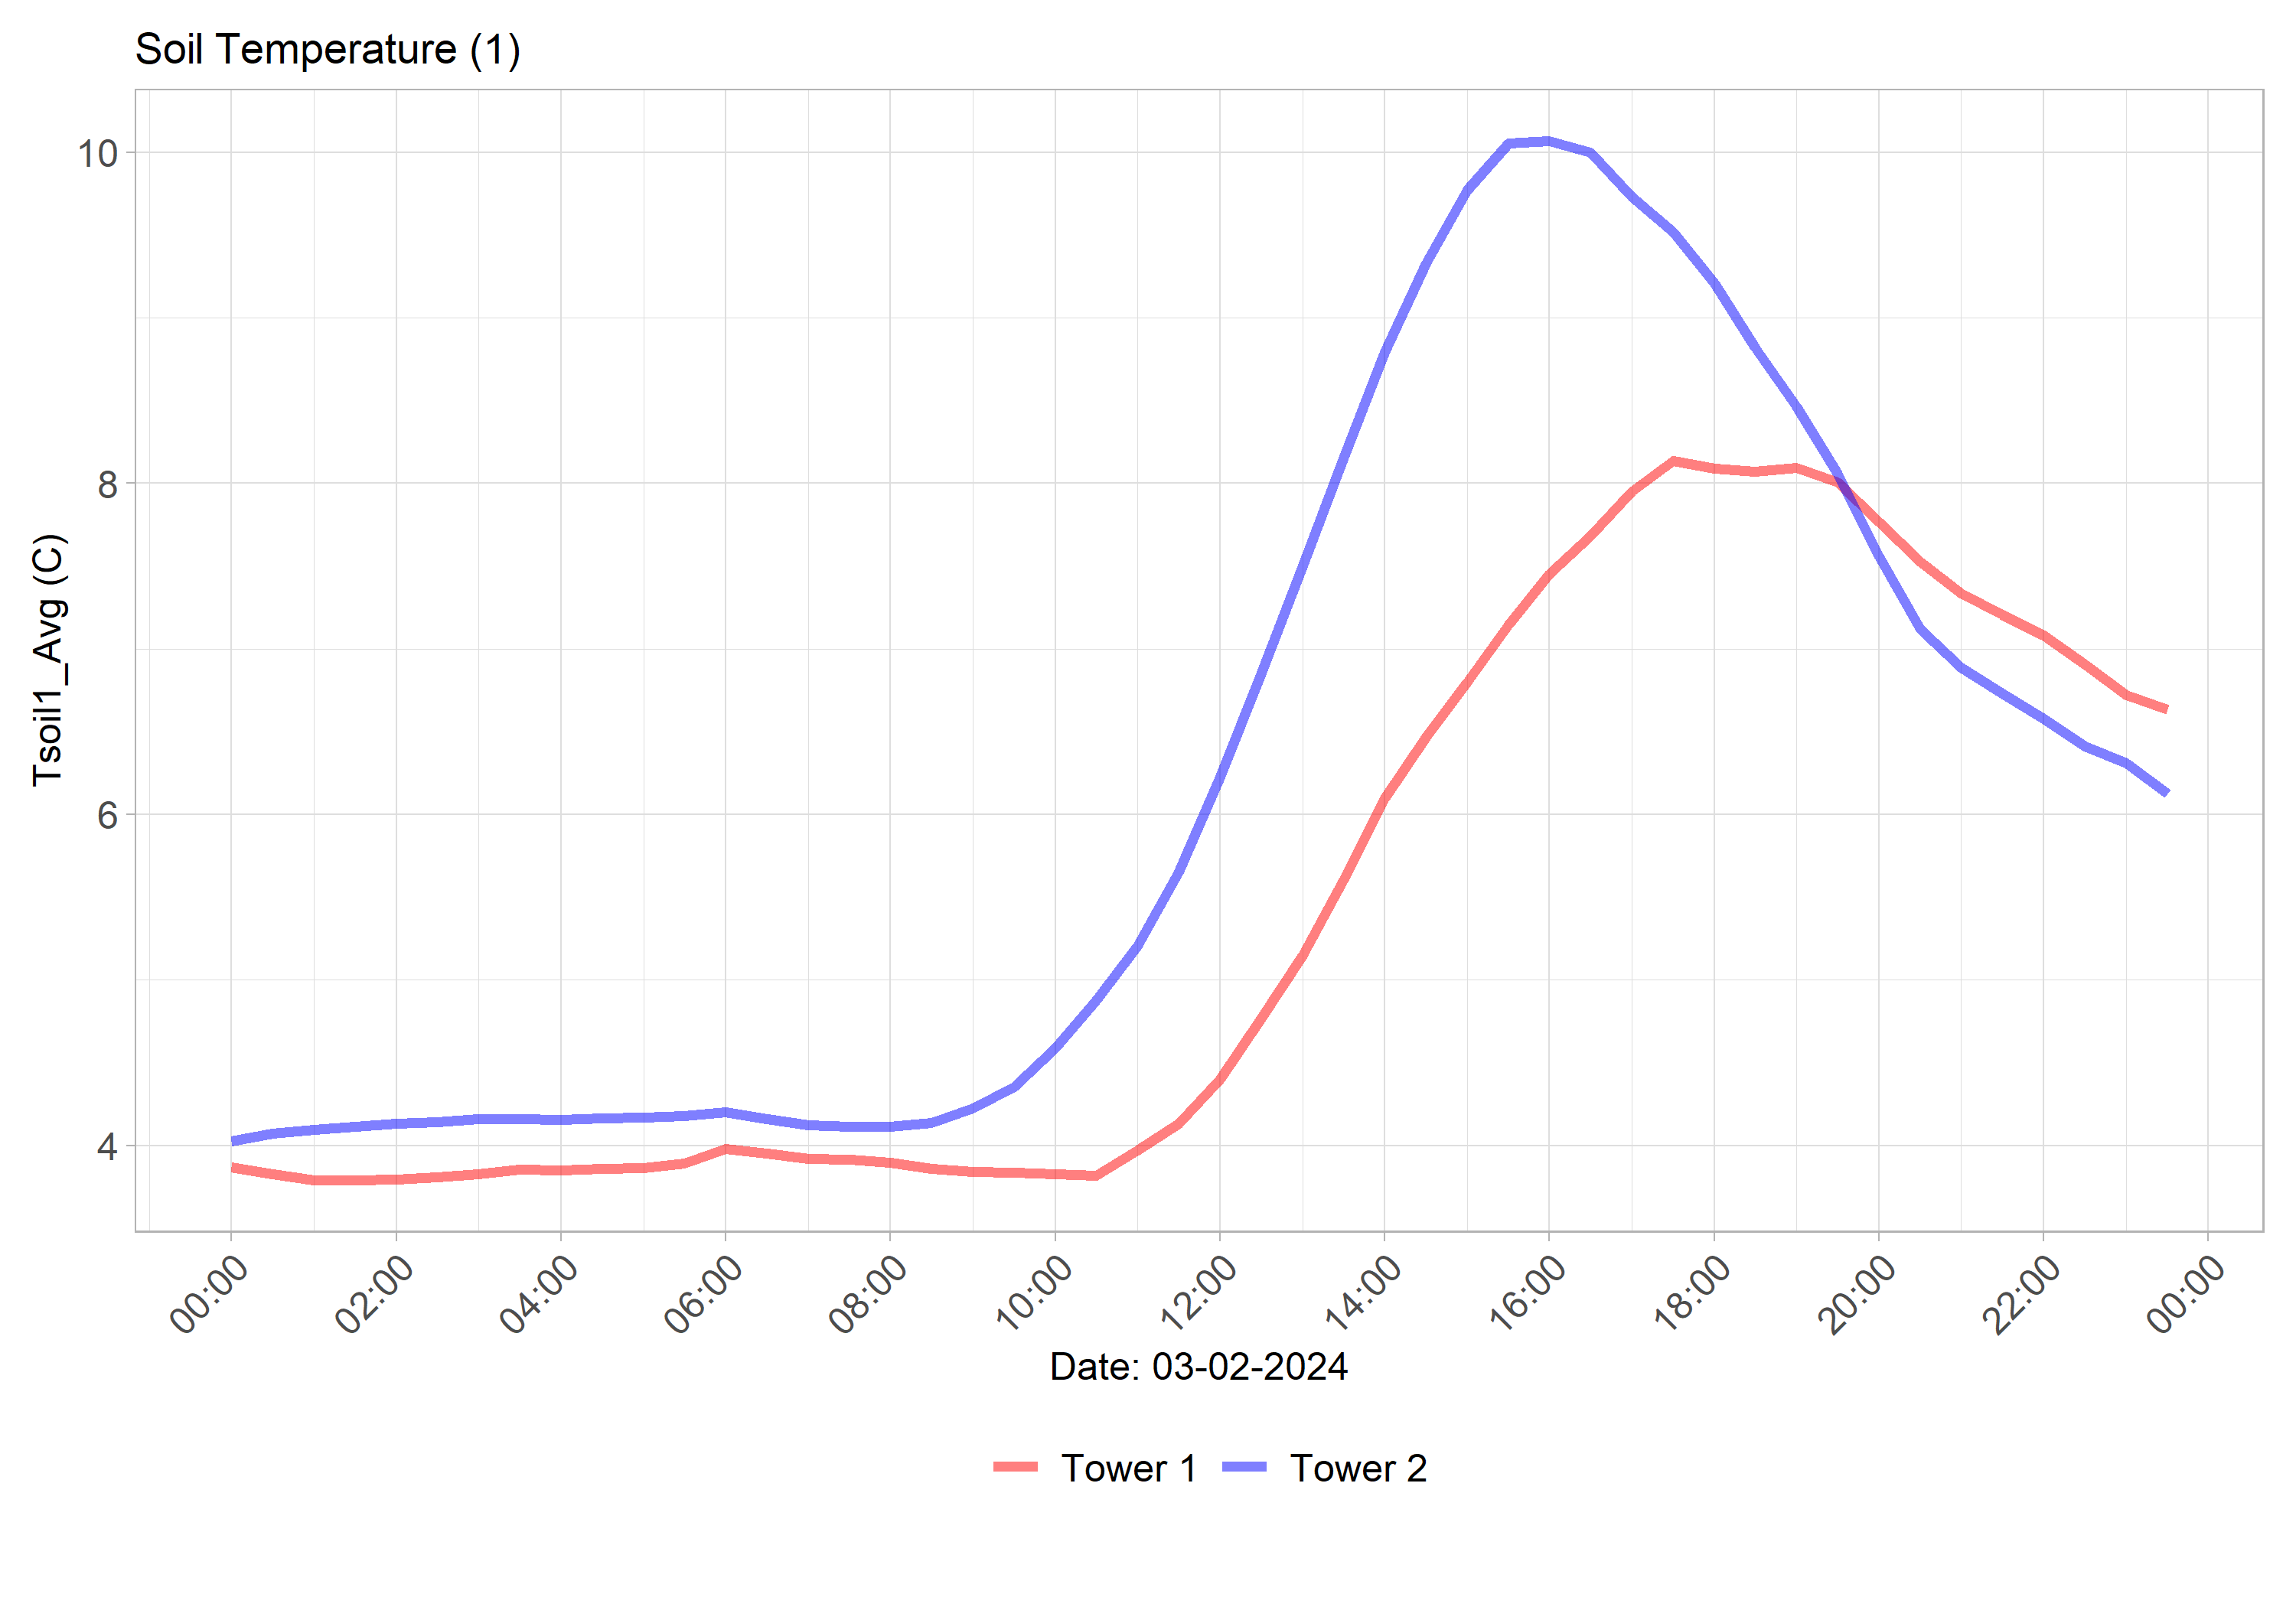 Soil Temperature (1)
Tsoil1_Avg (C)
10
8
6
4
00:00 02:00 04:00 06:00 08:00 10:00 12:00 14:00 16:00 18:00 20:00 22:00 00:00
Date: 03-02-2024
Tower 1 Tower 2